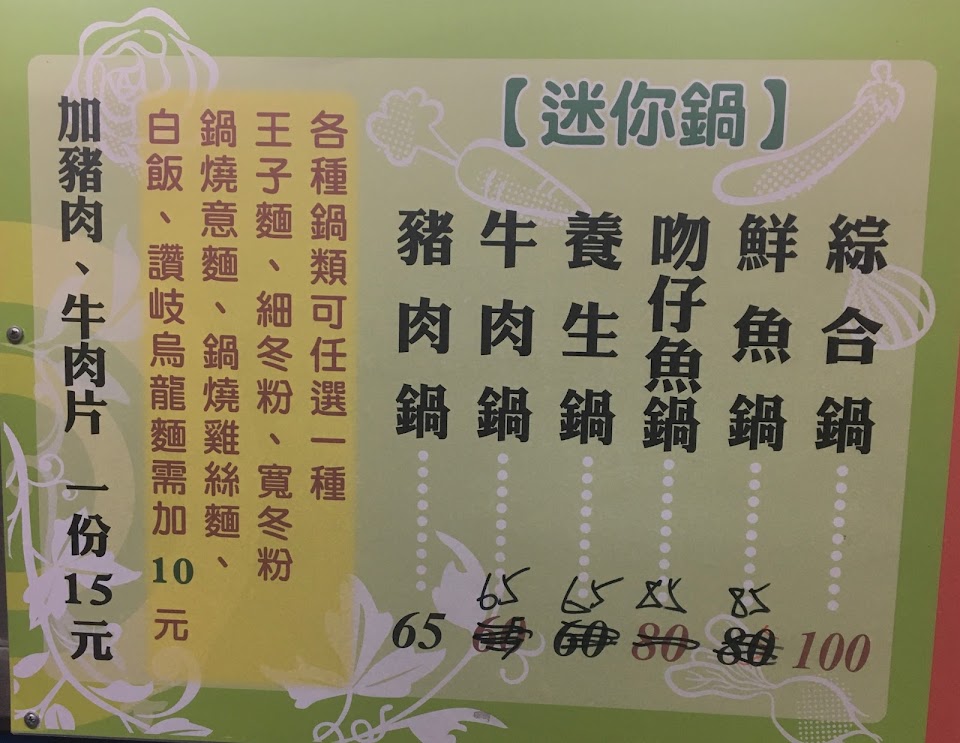 【迷你鍋】
綜合鍋 100
鮮魚鍋 85
吻仔魚鍋 80 85
養生鍋 60 65
牛肉鍋 65
豬肉鍋 65
各種鍋類可任選一種
王子麵、細冬粉、寬冬粉
鍋燒意麵、鍋燒雞絲麵、
白飯、讚岐烏龍麵需加10元
加豬肉、牛肉片 一份15元